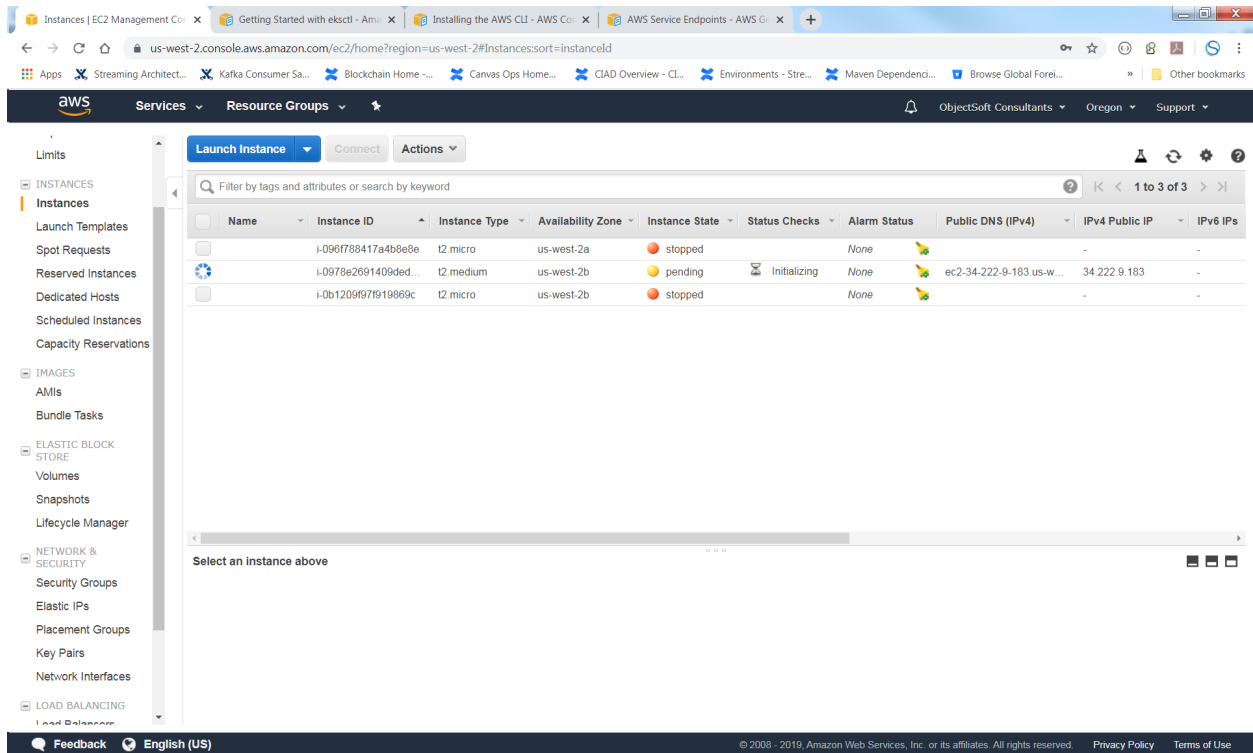 Instances | EC2 Management Con
Getting Started with eksctl - Ama
Installing the AWS CLI - AWS Co
AWS Service Endpoints - AWS Ge
us-west-2.console.aws.amazon.com/ec2/home?region=us-west-2#Instances:sort=instanceId
Apps Streaming Architect... Kafka Consumer Sa... Blockchain Home -... Canvas Ops Home... CIAD Overview - CI... Environments - Stre... Maven Dependenci... Browse Global Forei... » Other bookmarks
aws Services Resource Groups ObjectSoft Consultants Oregon Support
Limits
INSTANCES
Instances
Launch Templates
Spot Requests
Reserved Instances
Dedicated Hosts
Scheduled Instances
Capacity Reservations
IMAGES
AMIs
Bundle Tasks
ELASTIC BLOCK
STORE
Volumes
Snapshots
Lifecycle Manager
NETWORK &
SECURITY
Security Groups
Elastic IPs
Placement Groups
Key Pairs
Network Interfaces
LOAD BALANCING
Load Balancers
Launch Instance Connect Actions
Filter by tags and attributes or search by keyword 1 to 3 of 3
Name Instance ID Instance Type Availability Zone Instance State Status Checks Alarm Status Public DNS (IPv4) IPv4 Public IP IPv6 IPs
i-096f788417a4b8e8e t2.micro us-west-2a stopped None - -
i-0978e2691409ded... t2.medium us-west-2b pending Initializing None ec2-34-222-9-183.us-w... 34.222.9.183 -
i-0b1209f97f919869c t2.micro us-west-2b stopped None - -
Select an instance above
Feedback English (US) © 2008 - 2019, Amazon Web Services, Inc. or its affiliates. All rights reserved. Privacy Policy Terms of Use